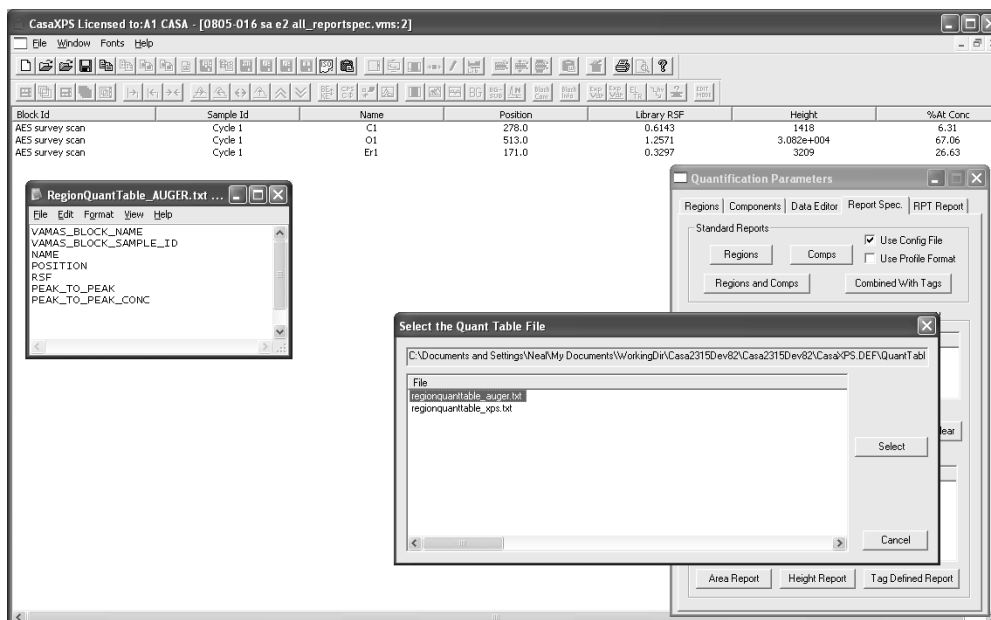 CasaXPS Licensed to:A1 CASA - [0805-016 sa e2 all_reportspec.vms:2]
File Window Fonts Help
Block Id Sample Id Name Position Library RSF Height %At Conc
AES survey scan Cycle 1 C1 278.0 0.6143 1418 6.31
AES survey scan Cycle 1 O1 513.0 1.2571 3.082e+004 67.06
AES survey scan Cycle 1 Er1 171.0 0.3297 3209 26.63
RegionQuantTable_AUGER.txt ...
File Edit Format View Help
VAMAS_BLOCK_NAME
VAMAS_BLOCK_SAMPLE_ID
NAME
POSITION
RSF
PEAK_TO_PEAK
PEAK_TO_PEAK_CONC
Quantification Parameters
Regions Components Data Editor Report Spec. RPT Report
Standard Reports
Regions Comps Use Config File
Use Profile Format
Regions and Comps Combined With Tags
Select the Quant Table File
C:\Documents and Settings\Neal\My Documents\WorkingDir\Casa2315Dev82\Casa2315Dev82\CasaXPS.DEF\QuantTabl
File
regionquanttable_auger.txt
regionquanttable_xps.txt
lear
Select
Cancel
Area Report Height Report Tag Defined Report